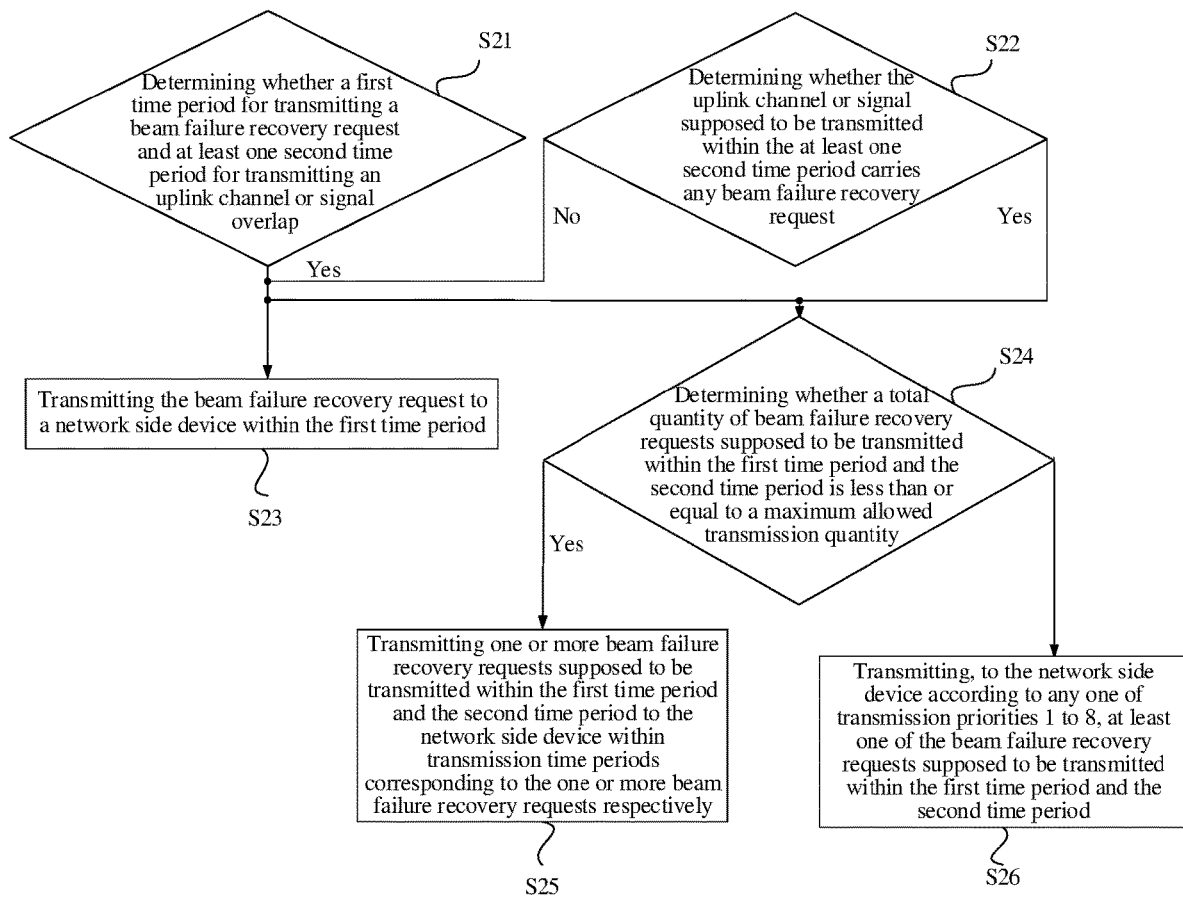 S21
Determining whether a first
time period for transmitting a
beam failure recovery request
and at least one second time
period for transmitting an
uplink channel or signal
overlap
Yes
S22
Determining whether the
uplink channel or signal
supposed to be transmitted
within the at least one
second time period carries
any beam failure recovery
request
No
Yes
Transmitting the beam failure recovery request to
a network side device within the first time period
S23
S24
Determining whether a total
quantity of beam failure recovery
requests supposed to be transmitted
within the first time period and the
second time period is less than or
equal to a maximum allowed
transmission quantity
Yes
Transmitting one or more beam failure
recovery requests supposed to be
transmitted within the first time period
and the second time period to the
network side device within
transmission time periods
corresponding to the one or more beam
failure recovery requests respectively
S25
Transmitting, to the network side
device according to any one of
transmission priorities 1 to 8, at least
one of the beam failure recovery
requests supposed to be transmitted
within the first time period and the
second time period
S26